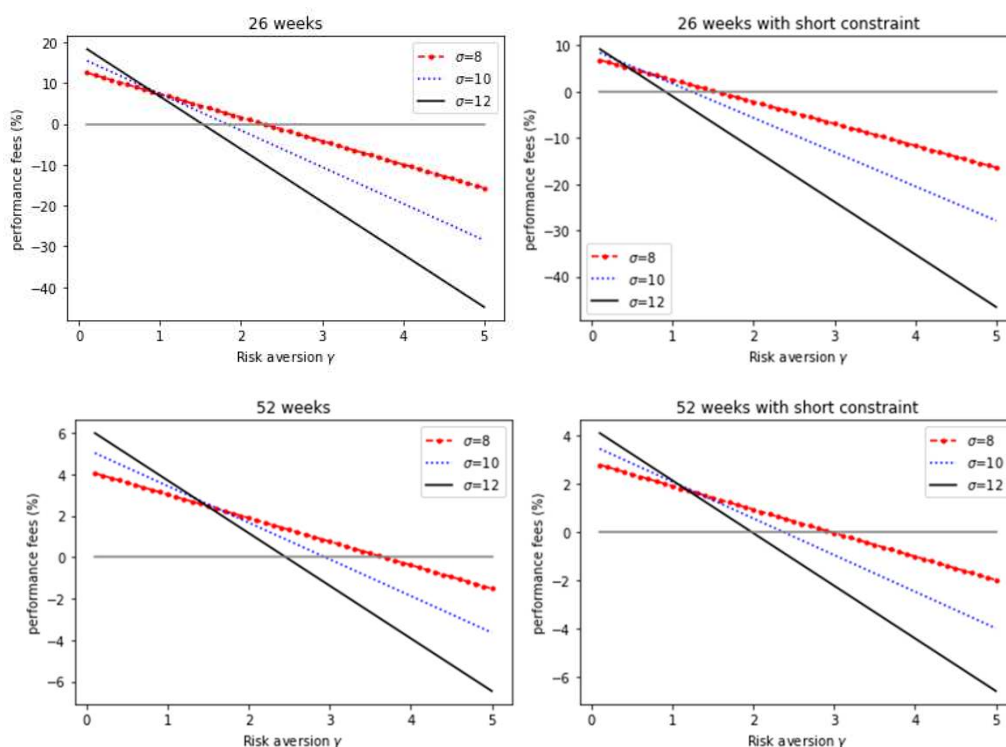 26 weeks
performance fees (%)
20
10
0
−10
−20
−30
−40
σ=8
σ=10
σ=12
0 1 2 3 4 5
Risk aversion γ
26 weeks with short constraint
performance fees (%)
10
0
−10
−20
−30
−40
σ=8
σ=10
σ=12
0 1 2 3 4 5
Risk aversion γ
52 weeks
performance fees (%)
6
4
2
0
−2
−4
−6
σ=8
σ=10
σ=12
0 1 2 3 4 5
Risk aversion γ
52 weeks with short constraint
performance fees (%)
4
2
0
−2
−4
−6
σ=8
σ=10
σ=12
0 1 2 3 4 5
Risk aversion γ